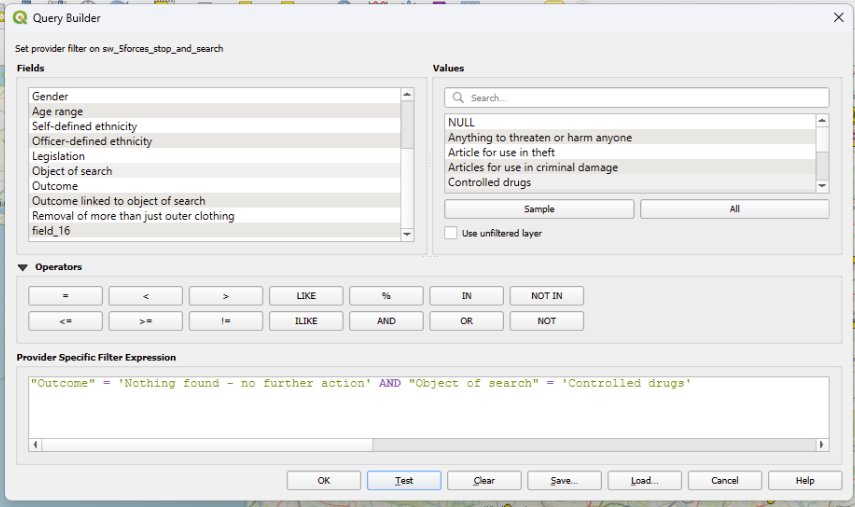 Query Builder
Set provider filter on sw_5forces_stop_and_search
Fields
Gender
Age range
Self-defined ethnicity
Officer-defined ethnicity
Legislation
Object of search
Outcome
Outcome linked to object of search
Removal of more than just outer clothing
field_16
Values
Search...
NULL
Anything to threaten or harm anyone
Article for use in theft
Articles for use in criminal damage
Controlled drugs
Sample All
Use unfiltered layer
Operators
= < > LIKE % IN NOT IN
<= >= != ILIKE AND OR NOT
Provider Specific Filter Expression
"Outcome" = 'Nothing found - no further action' AND "Object of search" = 'Controlled drugs'
OK Test Clear Save... Load... Cancel Help